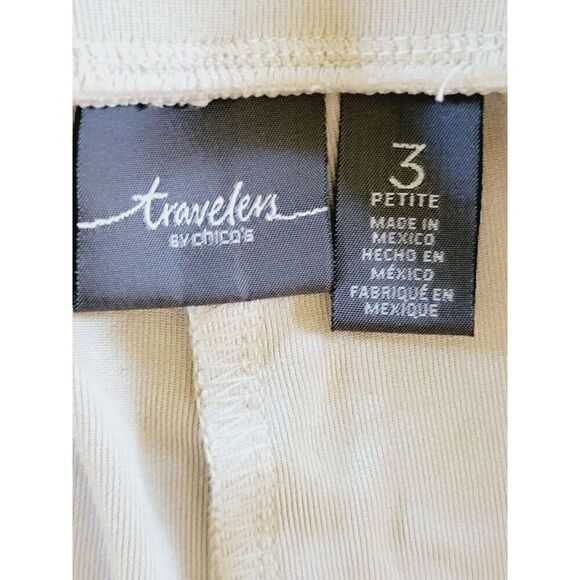 travelers
BY chico's
3
PETITE
MADE IN
MEXICO
HECHO EN
MÉXICO
FABRIQUÉ EN
MEXIQUE